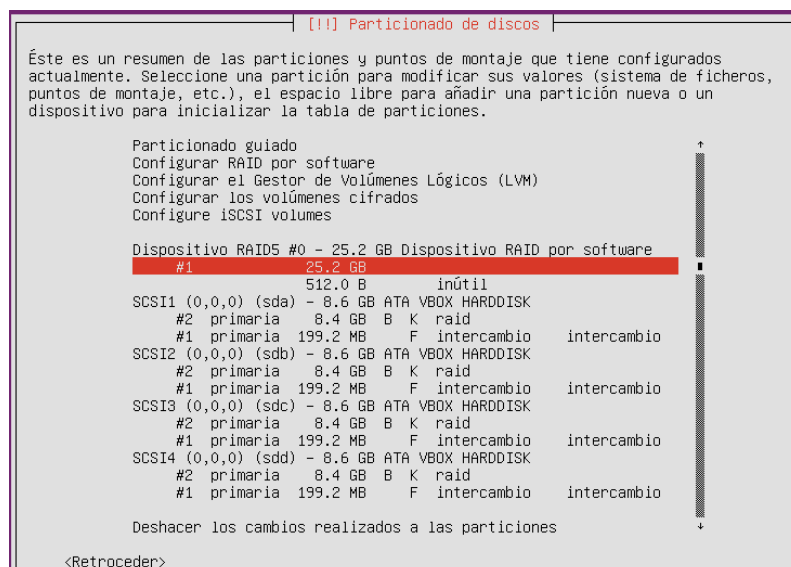 [!!] Particionado de discos
Éste es un resumen de las particiones y puntos de montaje que tiene configurados
actualmente. Seleccione una partición para modificar sus valores (sistema de ficheros,
puntos de montaje, etc.), el espacio libre para añadir una partición nueva o un
dispositivo para inicializar la tabla de particiones.
Particionado guiado
Configurar RAID por software
Configurar el Gestor de Volúmenes Lógicos (LVM)
Configurar los volúmenes cifrados
Configure iSCSI volumes
Dispositivo RAID5 #0 - 25.2 GB Dispositivo RAID por software
#1 25.2 GB
512.0 B inútil
SCSI1 (0,0,0) (sda) - 8.6 GB ATA VBOX HARDDISK
#2 primaria 8.4 GB B K raid
#1 primaria 199.2 MB F intercambio intercambio
SCSI2 (0,0,0) (sdb) - 8.6 GB ATA VBOX HARDDISK
#2 primaria 8.4 GB B K raid
#1 primaria 199.2 MB F intercambio intercambio
SCSI3 (0,0,0) (sdc) - 8.6 GB ATA VBOX HARDDISK
#2 primaria 8.4 GB B K raid
#1 primaria 199.2 MB F intercambio intercambio
SCSI4 (0,0,0) (sdd) - 8.6 GB ATA VBOX HARDDISK
#2 primaria 8.4 GB B K raid
#1 primaria 199.2 MB F intercambio intercambio
Deshacer los cambios realizados a las particiones
<Retroceder>